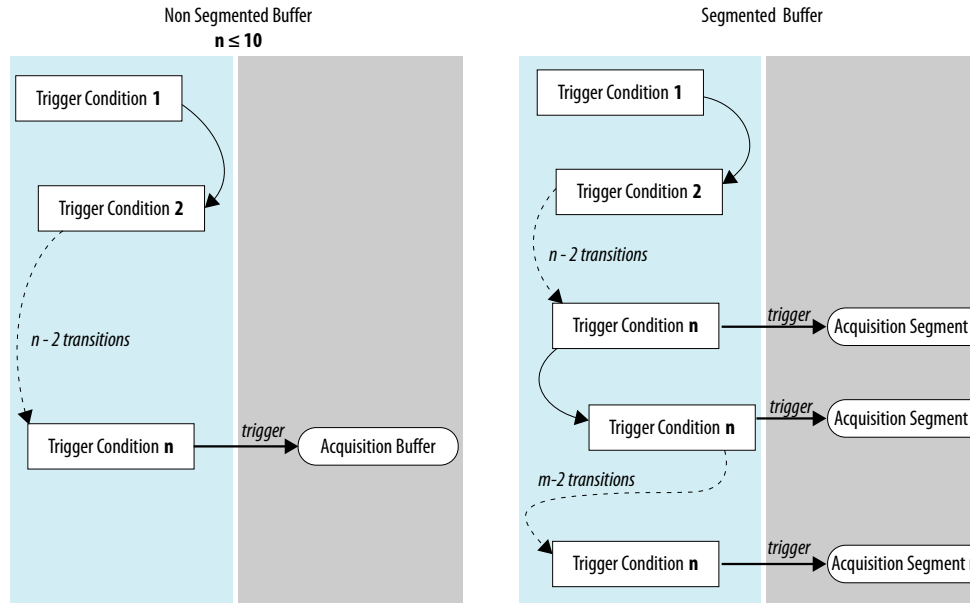 Non Segmented Buffer
n ≤ 10
Trigger Condition 1
Trigger Condition 2
n - 2 transitions
Trigger Condition n
trigger
Acquisition Buffer
Segmented Buffer
Trigger Condition 1
Trigger Condition 2
n - 2 transitions
Trigger Condition n
trigger
Acquisition Segment
Trigger Condition n
trigger
Acquisition Segment
m-2 transitions
Trigger Condition n
trigger
Acquisition Segment